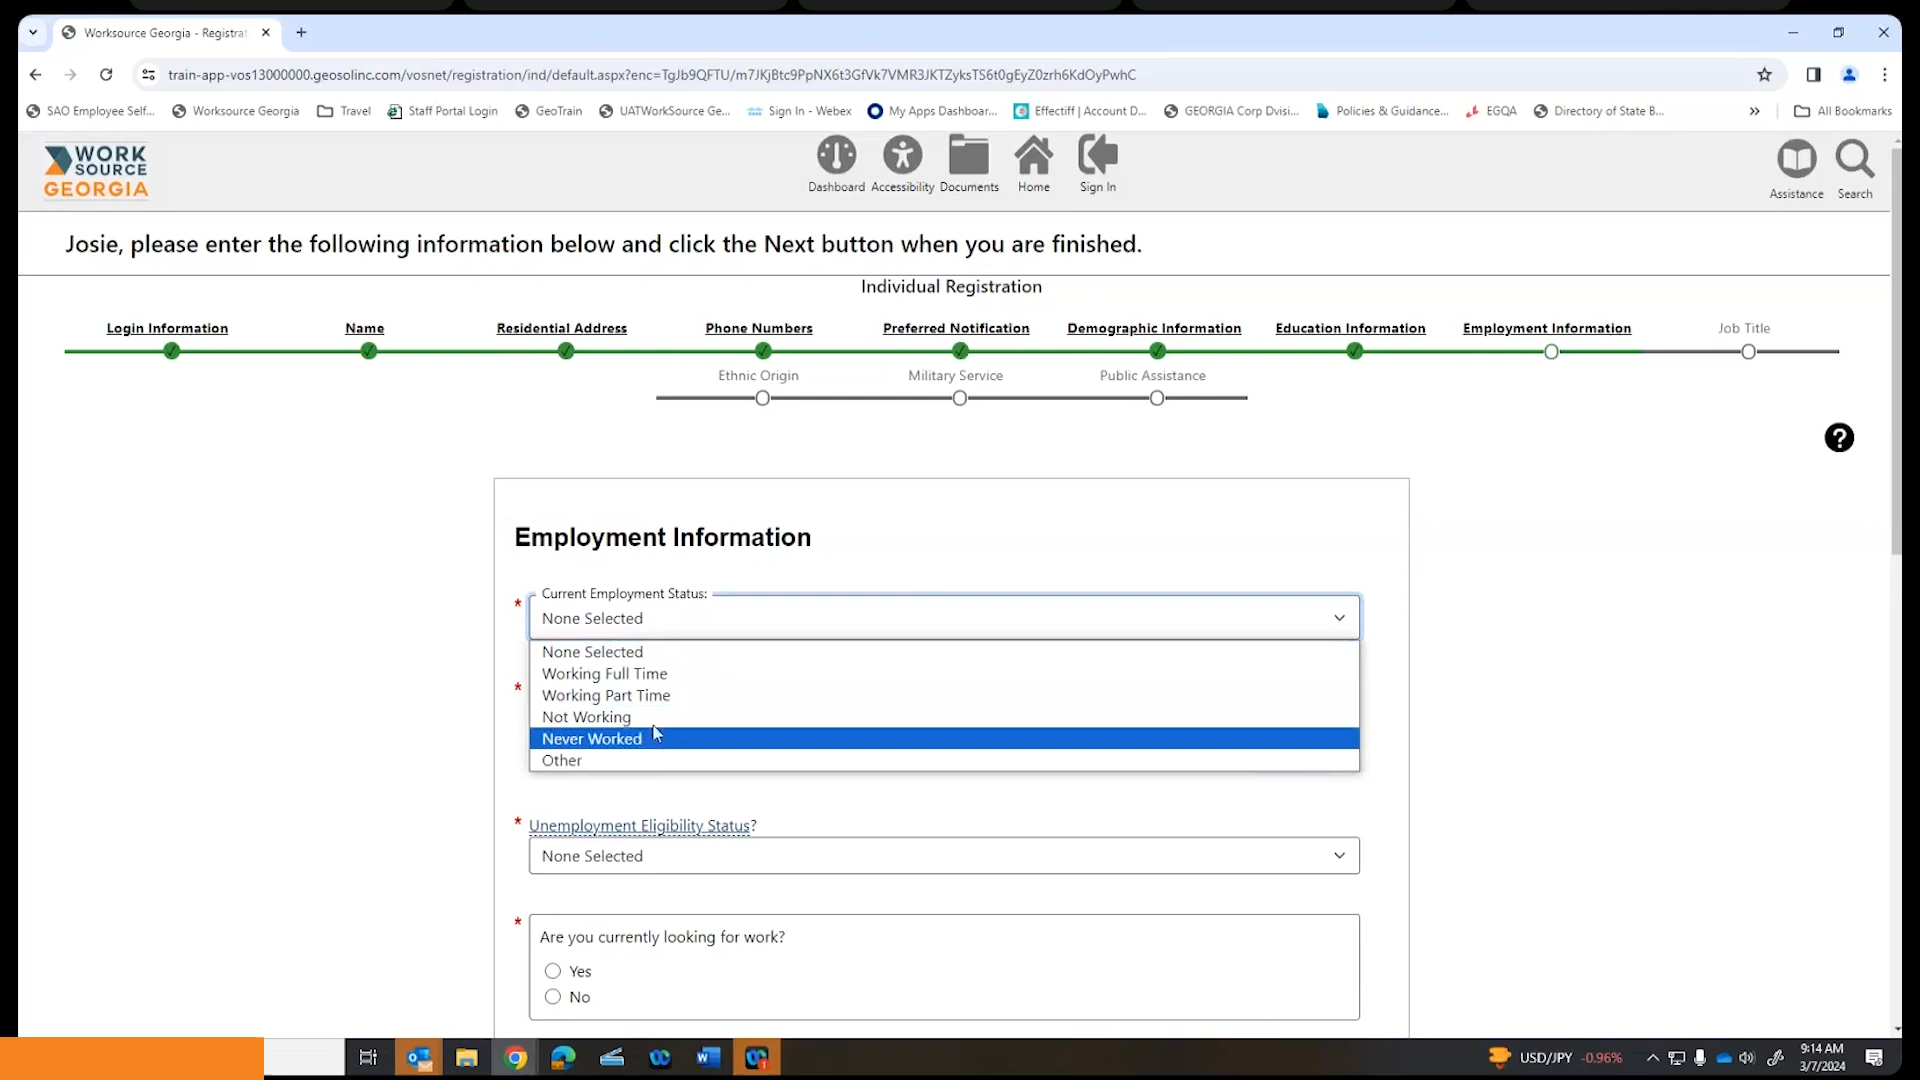 Worksource Georgia - Registrat
train-app-vos13000000.geosolinc.com/vosnet/registration/ind/default.aspx?enc=TgJb9QFTU/m7JKjBtc9PpNX6t3GfVk7VMR3JKTZyksTS6t0gEyZ0zrh6KdOyPwhC
SAO Employee Self... Worksource Georgia Travel Staff Portal Login GeoTrain UATWorkSource Ge... Sign In - Webex My Apps Dashboar... Effectiff | Account D... GEORGIA Corp Dvisi... Policies & Guidance... EGQA Directory of State B... » All Bookmarks
WORK
SOURCE
GEORGIA
Dashboard Accessibility Documents Home Sign In Assistance Search
Josie, please enter the following information below and click the Next button when you are finished.
Individual Registration
Login Information Name Residential Address Phone Numbers Preferred Notification Demographic Information Education Information Employment Information Job Title
Ethnic Origin Military Service Public Assistance
?
Employment Information
* Current Employment Status:
None Selected
None Selected
Working Full Time
* Working Part Time
Not Working
Never Worked
Other
* Unemployment Eligibility Status?
None Selected
*
Are you currently looking for work?
Yes
No
USD/JPY -0.96%
9:14 AM
3/7/2024